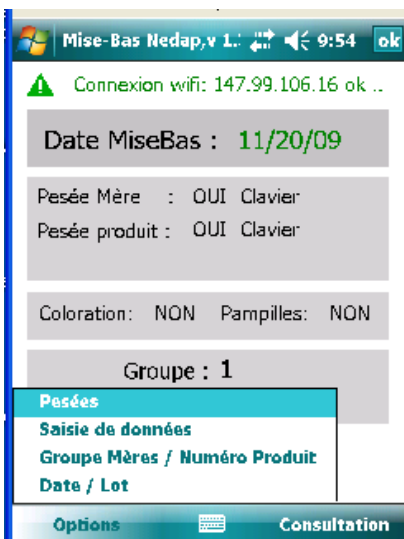 Mise-Bas Nedap,v 1.: 9:54 ok
Connexion wifi: 147.99.106.16 ok ..
Date MiseBas : 11/20/09
Pesée Mère : OUI Clavier
Pesée produit : OUI Clavier
Coloration: NON Pampilles: NON
Groupe : 1
Pesées
Saisie de données
Groupe Mères / Numéro Produit
Date / Lot
Options Consultation